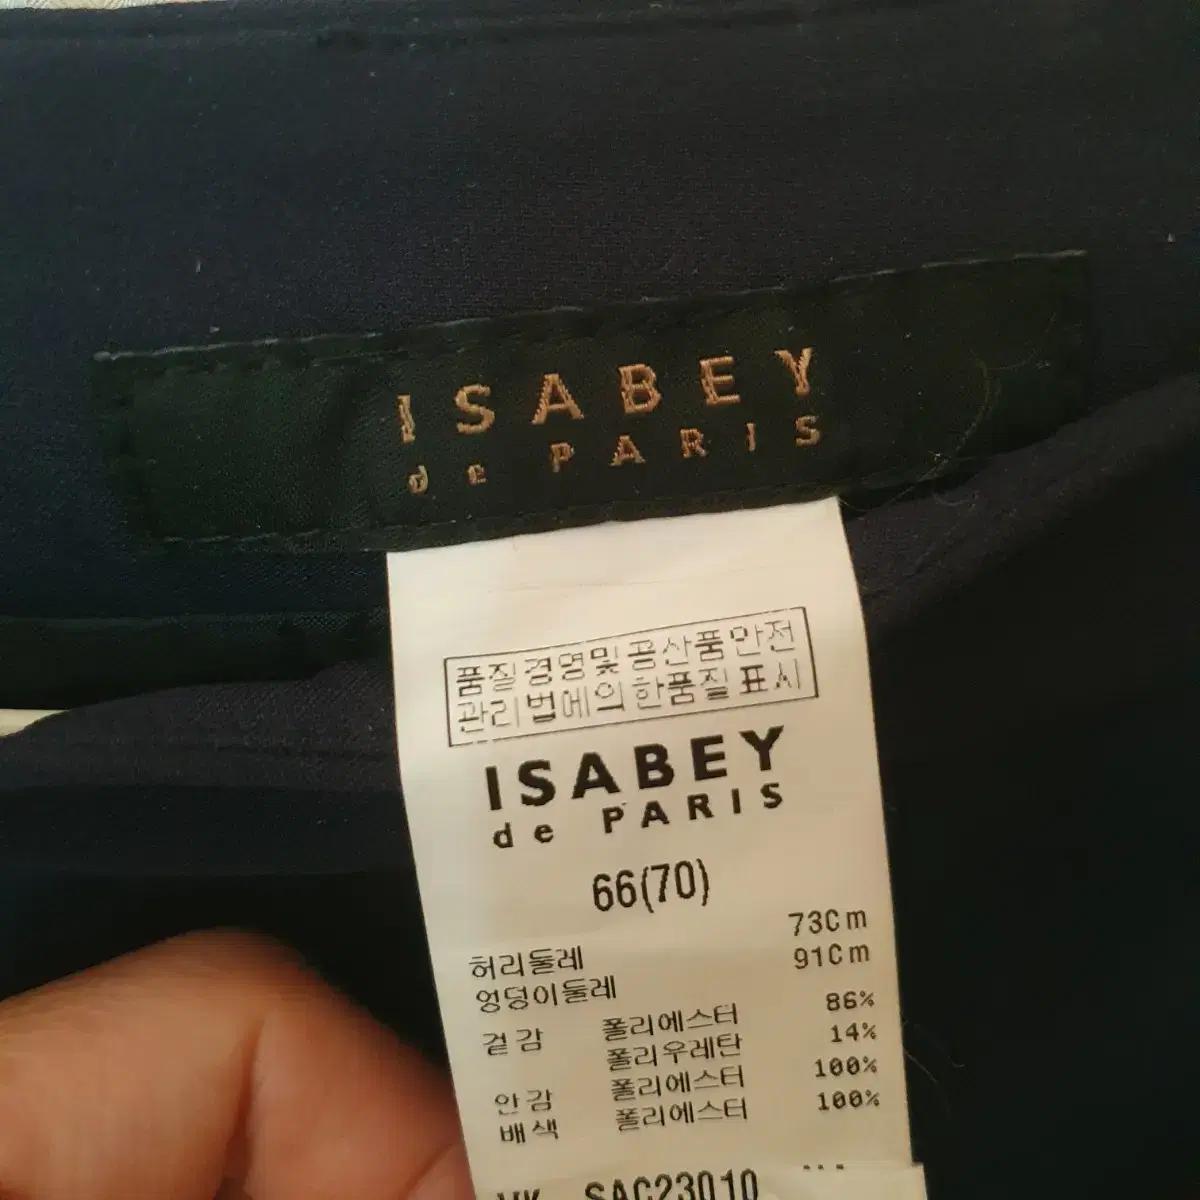 ISABEY
de PARIS
품질경영및공산품안전
관리법에의한품질표시
ISABEY
de PARIS
66(70)
허리둘레 73Cm
엉덩이둘레 91Cm
겉감 폴리에스터 86%
폴리우레탄 14%
안감 폴리에스터 100%
배색 폴리에스터 100%
SAC23010